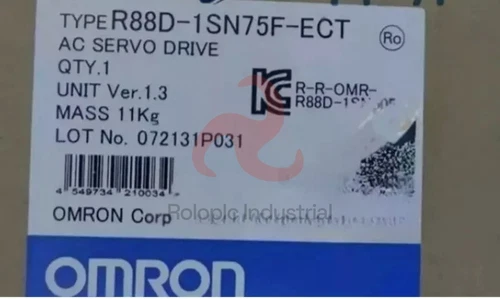 TYPE R88D-1SN75F-ECT
AC SERVO DRIVE
QTY.1
UNIT Ver.1.3
MASS 11Kg
LOT No. 072131P031
Ro
R-R-OMR-
4 549734 210034
OMRON Corp
Roloplc Industrial
OMRON